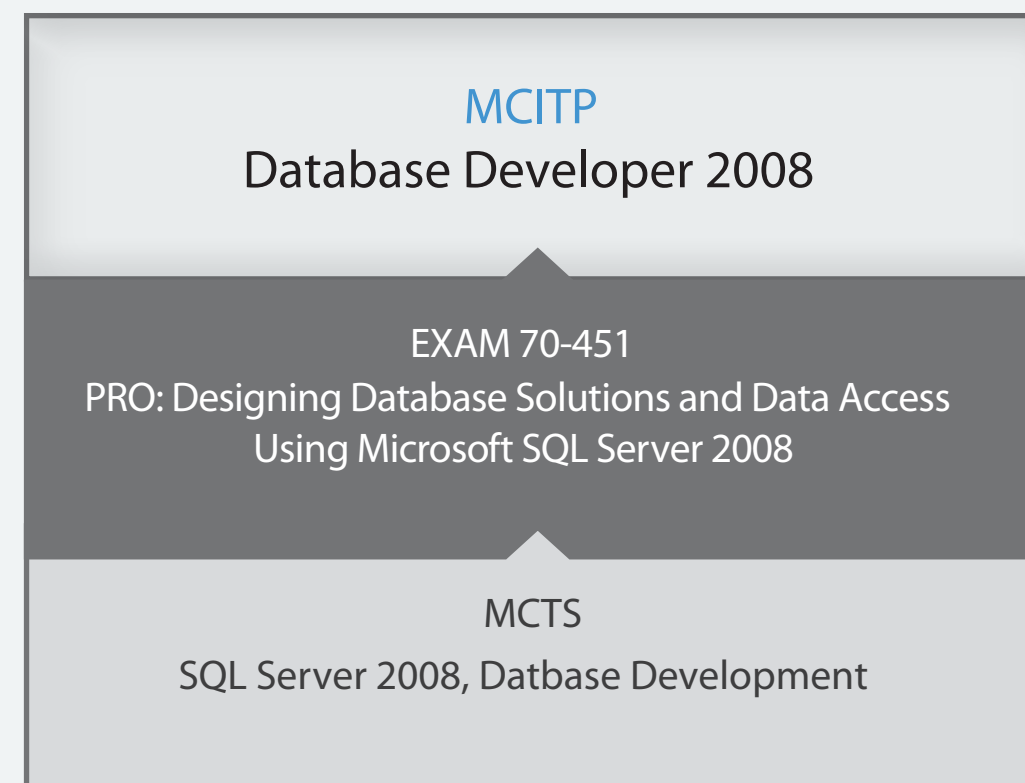 MCITP
Database Developer 2008
EXAM 70-451
PRO: Designing Database Solutions and Data Access
Using Microsoft SQL Server 2008
MCTS
SQL Server 2008, Datbase Development